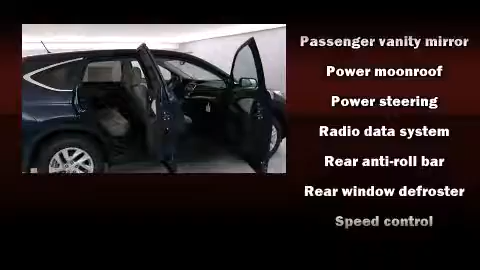 Passenger vanity mirror
Power moonroof
Power steering
Radio data system
Rear anti-roll bar
Rear window defroster
Speed control